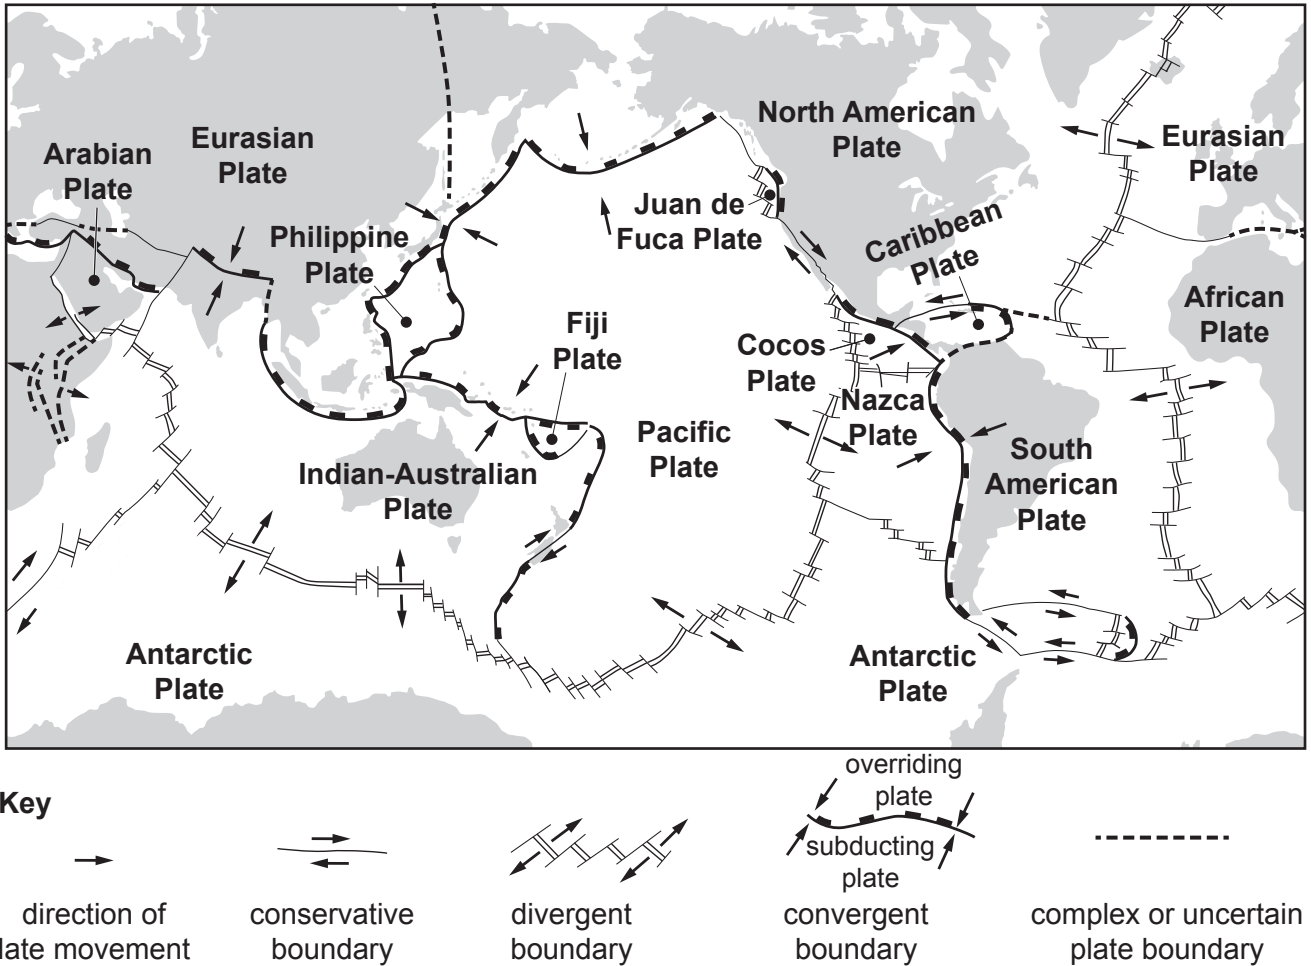 North American
Plate
Eurasian
Plate
Arabian
Plate
Eurasian
Plate
Juan de
Fuca Plate
Caribbean
Plate
Philippine
Plate
African
Plate
Fiji
Plate
Cocos
Plate
Nazca
Plate
Pacific
Plate
South
American
Plate
Indian-Australian
Plate
Antarctic
Plate
Antarctic
Plate
Key
overriding
plate
subducting
plate
direction of
late movement
conservative
boundary
divergent
boundary
convergent
boundary
complex or uncertain
plate boundary